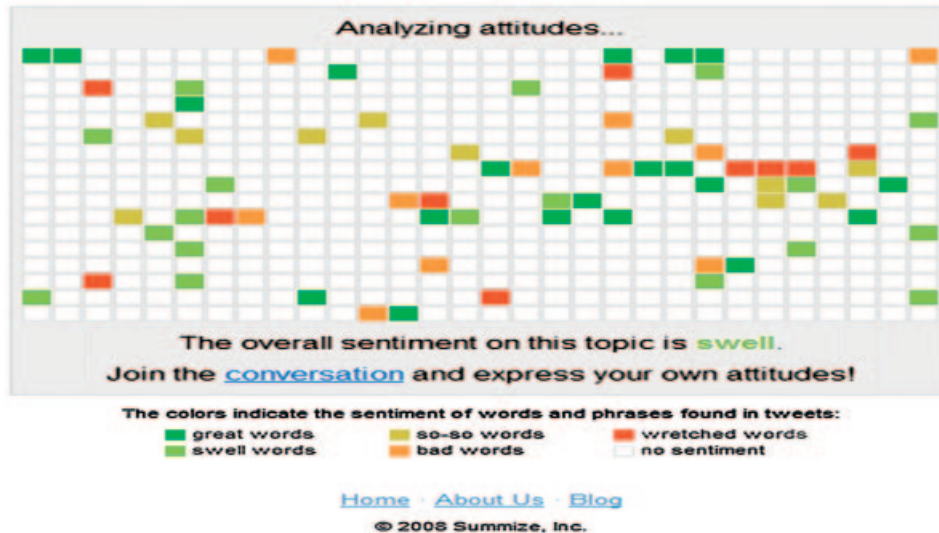 Analyzing attitudes...
The overall sentiment on this topic is swell.
Join the conversation and express your own attitudes!
The colors indicate the sentiment of words and phrases found in tweets:
great words so-so words wretched words
swell words bad words no sentiment
Home · About Us · Blog
© 2008 Summize, Inc.